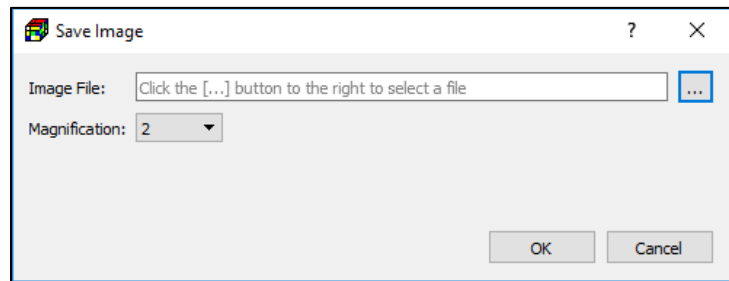 Save Image
?
Image File: Click the [...] button to the right to select a file ...
Magnification: 2
OK Cancel